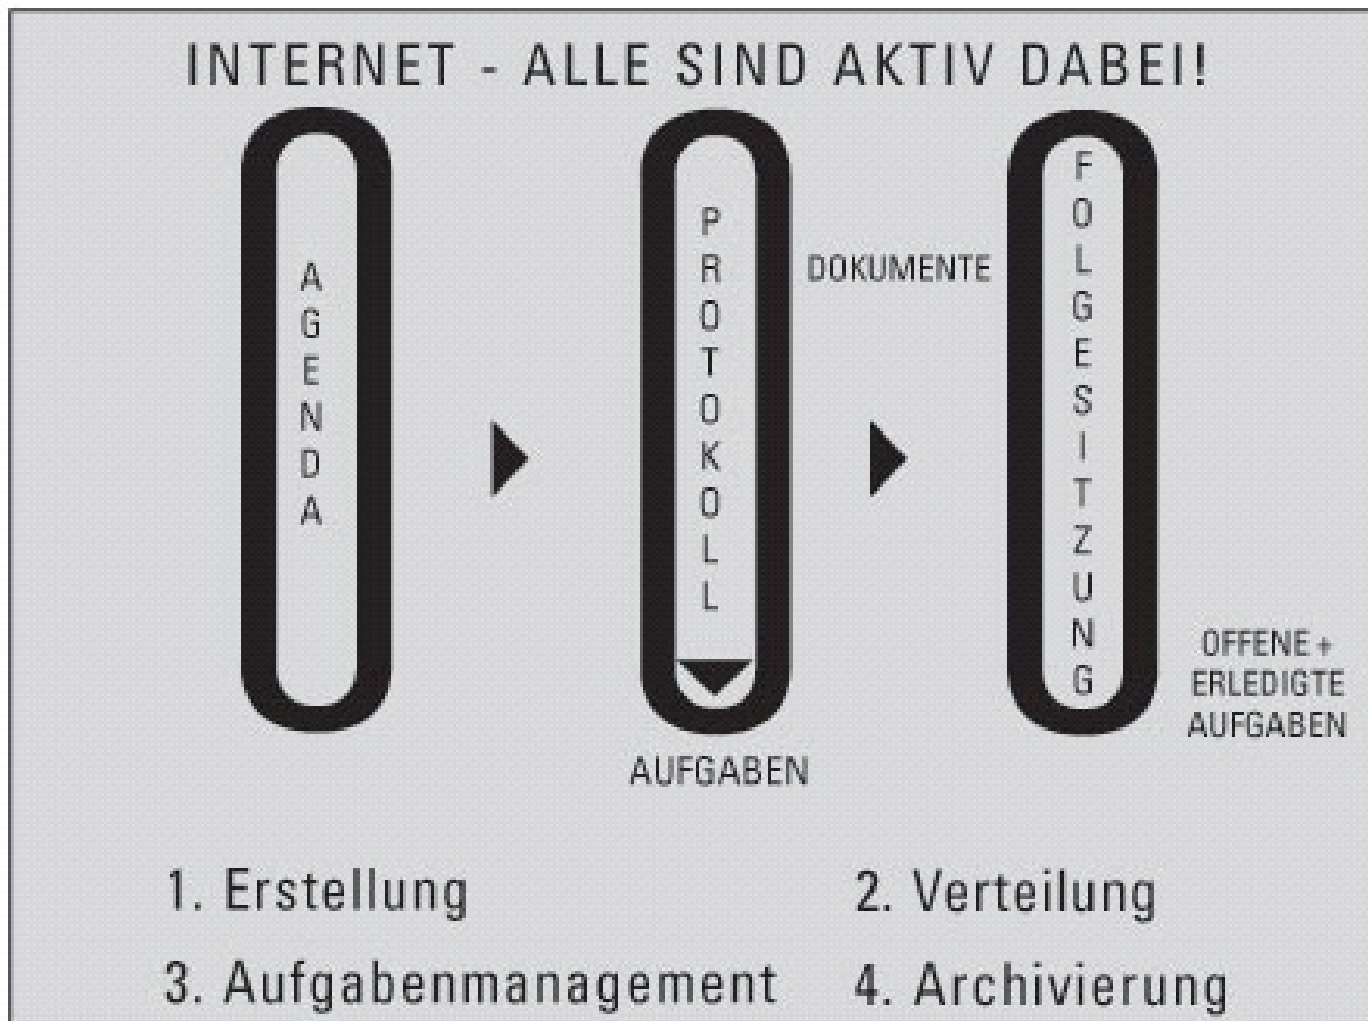 INTERNET - ALLE SIND AKTIV DABEI!
AGENDA
PROTOKOLL
DOKUMENTE
FOLGESITZUNG
OFFENE +
ERLEDIGTE
AUFGABEN
AUFGABEN
1. Erstellung
2. Verteilung
3. Aufgabenmanagement
4. Archivierung